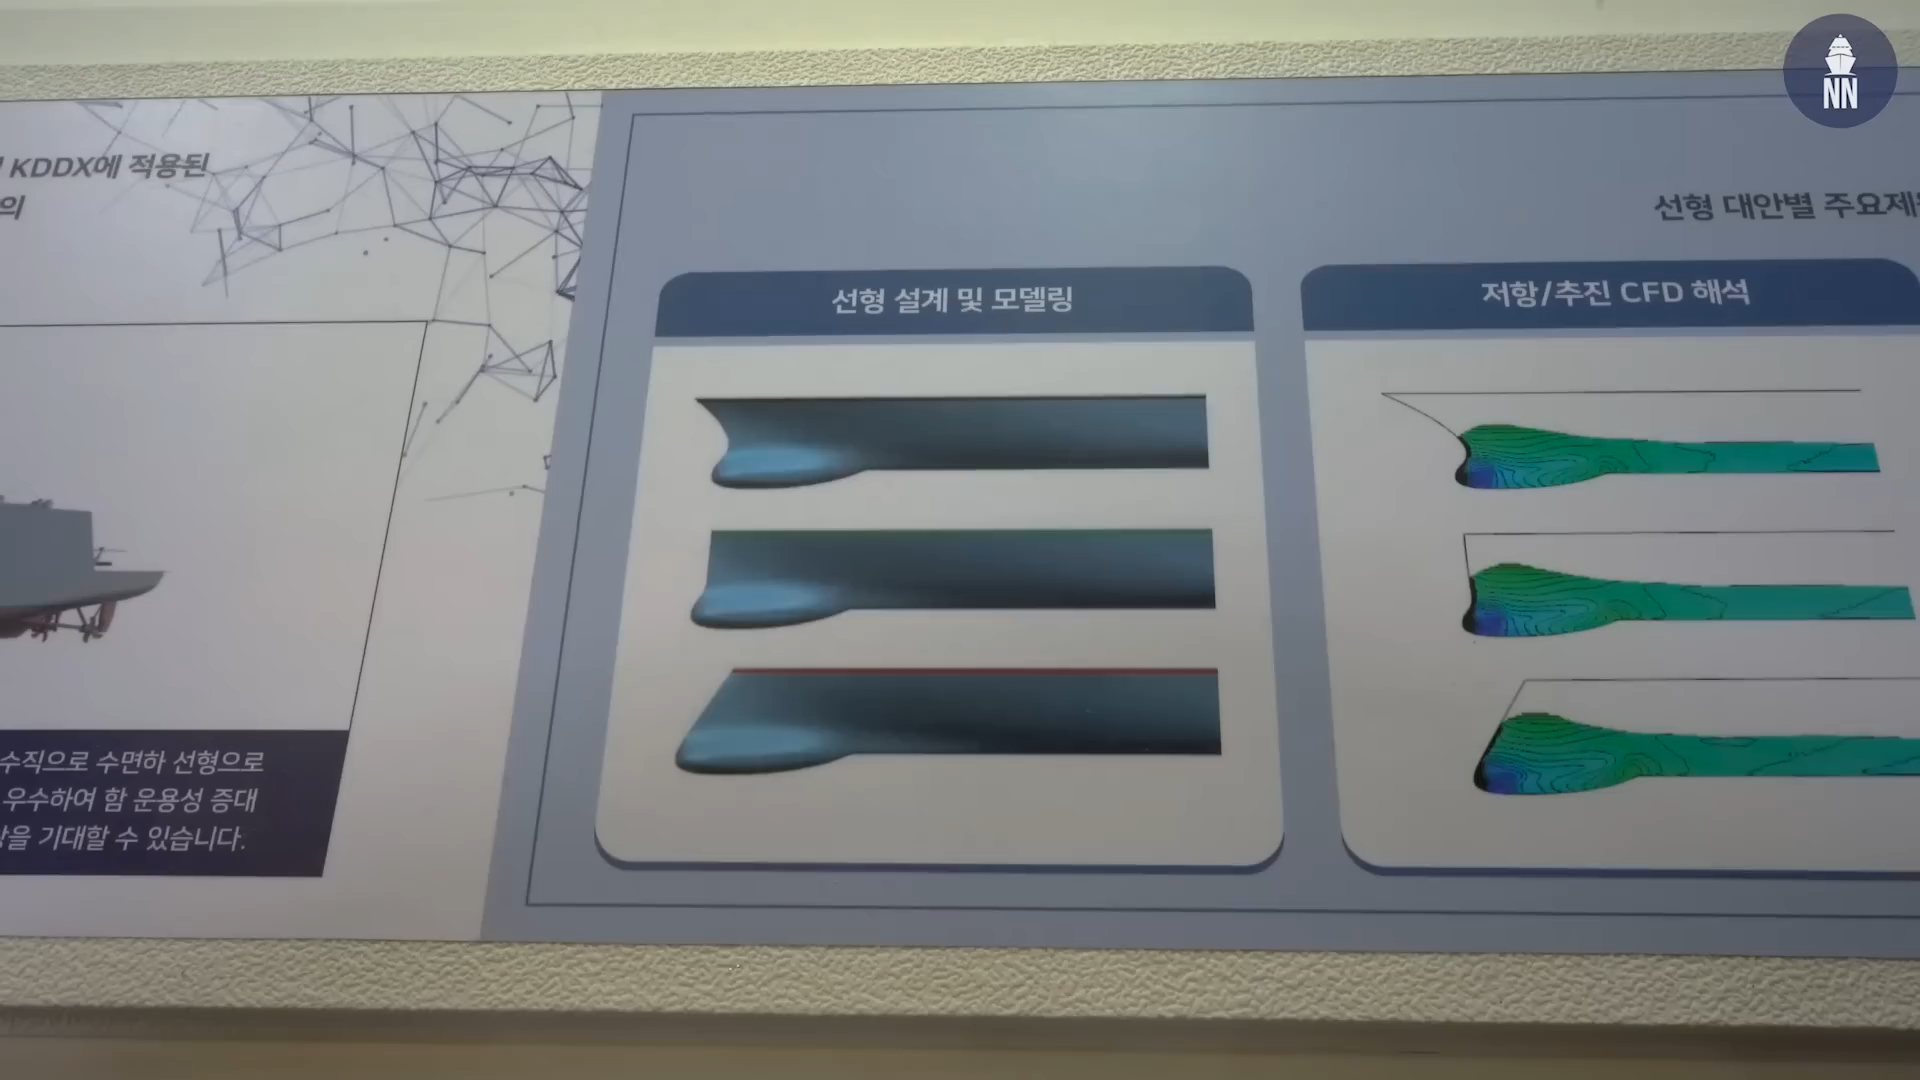 KDDX에 적용된
의
수직으로 수면하 선형으로
우수하여 함 운용성 증대
을 기대할 수 있습니다.
선형 대안별 주요제
선형 설계 및 모델링
저항/추진 CFD 해석
NN